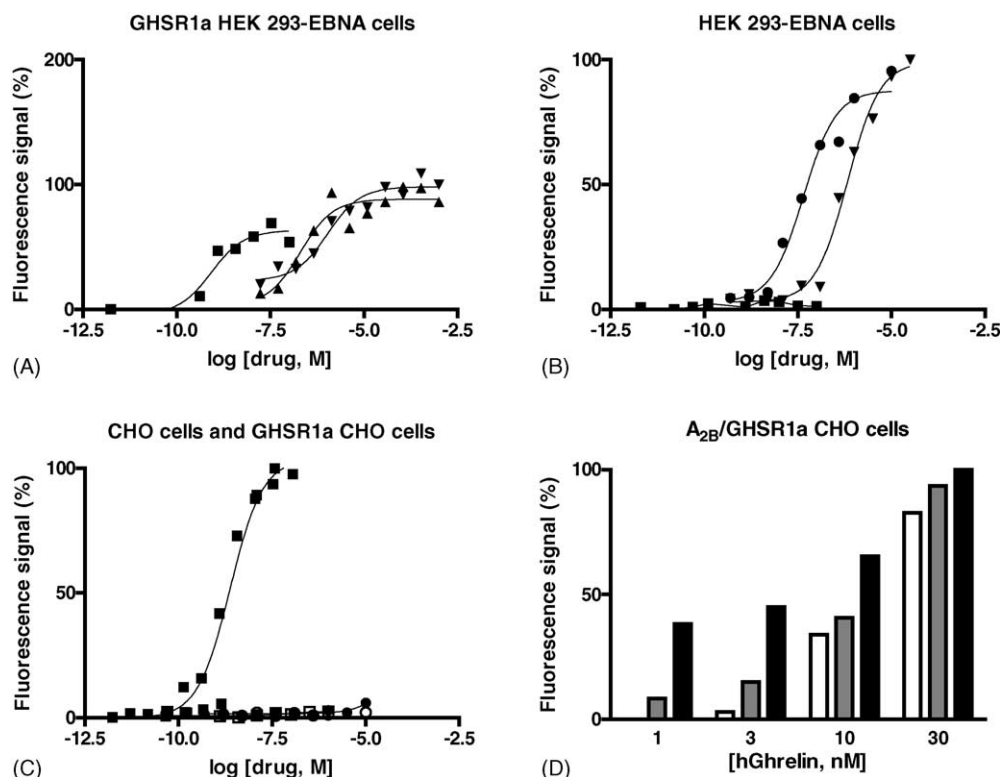 GHSR1a HEK 293-EBNA cells
Fluorescence signal (%)
200
100
0
-12.5 -10.0 -7.5 -5.0 -2.5
log [drug, M]
(A)
HEK 293-EBNA cells
Fluorescence signal (%)
100
50
0
-12.5 -10.0 -7.5 -5.0 -2.5
log [drug, M]
(B)
CHO cells and GHSR1a CHO cells
Fluorescence signal (%)
100
50
0
-12.5 -10.0 -7.5 -5.0 -2.5
log [drug, M]
(C)
A2B/GHSR1a CHO cells
Fluorescence signal (%)
100
50
0
1 3 10 30
[hGhrelin, nM]
(D)